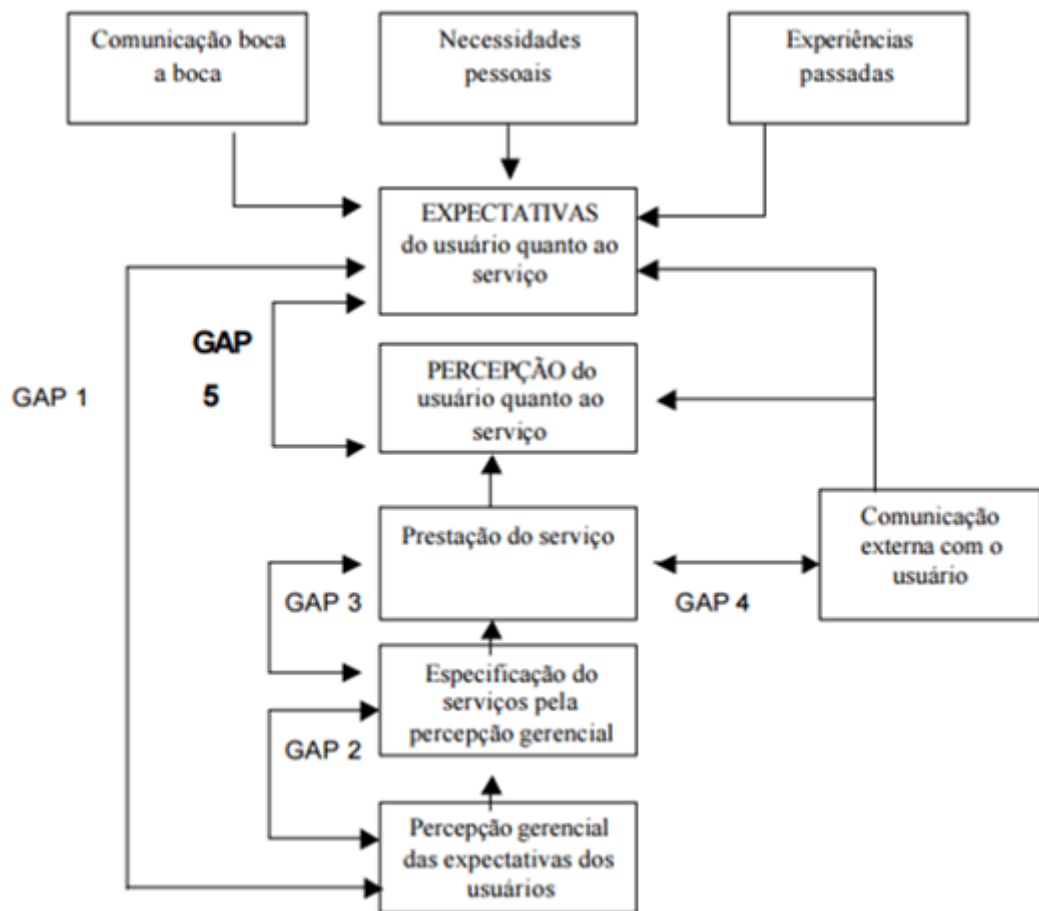 Comunicação boca
a boca
Necessidades
pessoais
Experiências
passadas
EXPECTATIVAS
do usuário quanto ao
serviço
GAP
5
GAP 1
PERCEPÇÃO do
usuário quanto ao
serviço
Prestação do serviço
Comunicação
externa com o
usuário
GAP 3
GAP 4
Especificação do
serviços pela
percepção gerencial
GAP 2
Percepção gerencial
das expectativas dos
usuários